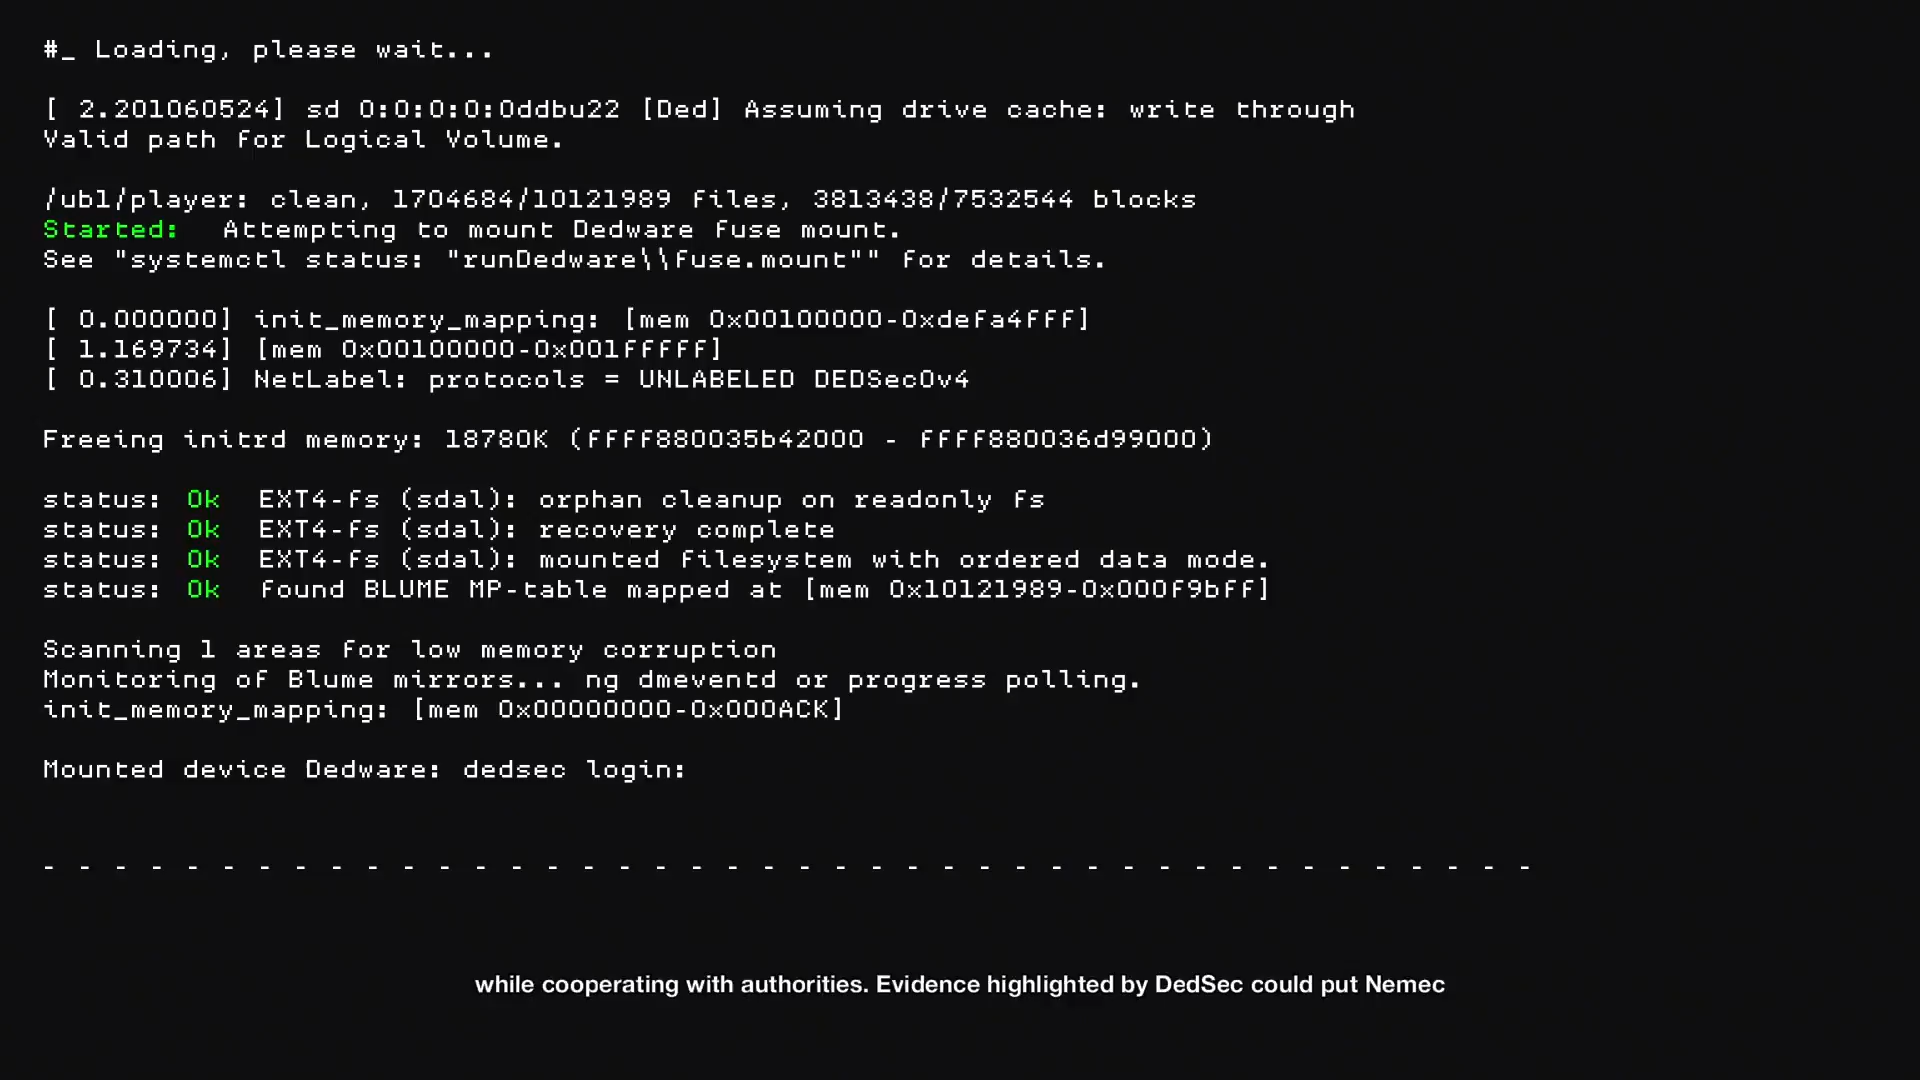 #_ Loading, please wait...
[ 2.201060524] sd 0:0:0:0:0ddbu22 [Ded] Assuming drive cache: write through
Valid path for Logical Volume.
/ubl/player: clean, 1704684/10121989 files, 3813438/7532544 blocks
Started: Attempting to mount Dedware fuse mount.
See "systemctl status: "runDedware\\fuse.mount"" for details.
[ 0.000000] init_memory_mapping: [mem 0x00100000-0xdefa4fff]
[ 1.169734] [mem 0x00100000-0x001fffff]
[ 0.310006] NetLabel: protocols = UNLABELED DEDSecOv4
Freeing initrd memory: 18780K (ffff880035b42000 - ffff880036d99000)
status: Ok EXT4-fs (sdal): orphan cleanup on readonly fs
status: Ok EXT4-fs (sdal): recovery complete
status: Ok EXT4-fs (sdal): mounted filesystem with ordered data mode.
status: Ok found BLUME MP-table mapped at [mem 0x10121989-0x000f9bff]
Scanning 1 areas for low memory corruption
Monitoring of Blume mirrors... ng dmeventd or progress polling.
init_memory_mapping: [mem 0x00000000-0x000ACK]
Mounted device Dedware: dedsec login:
- - - - - - - - - - - - - - - - - - - - - - - - - - - - - - - - - - - - - - - - - -
while cooperating with authorities. Evidence highlighted by DedSec could put Nemec